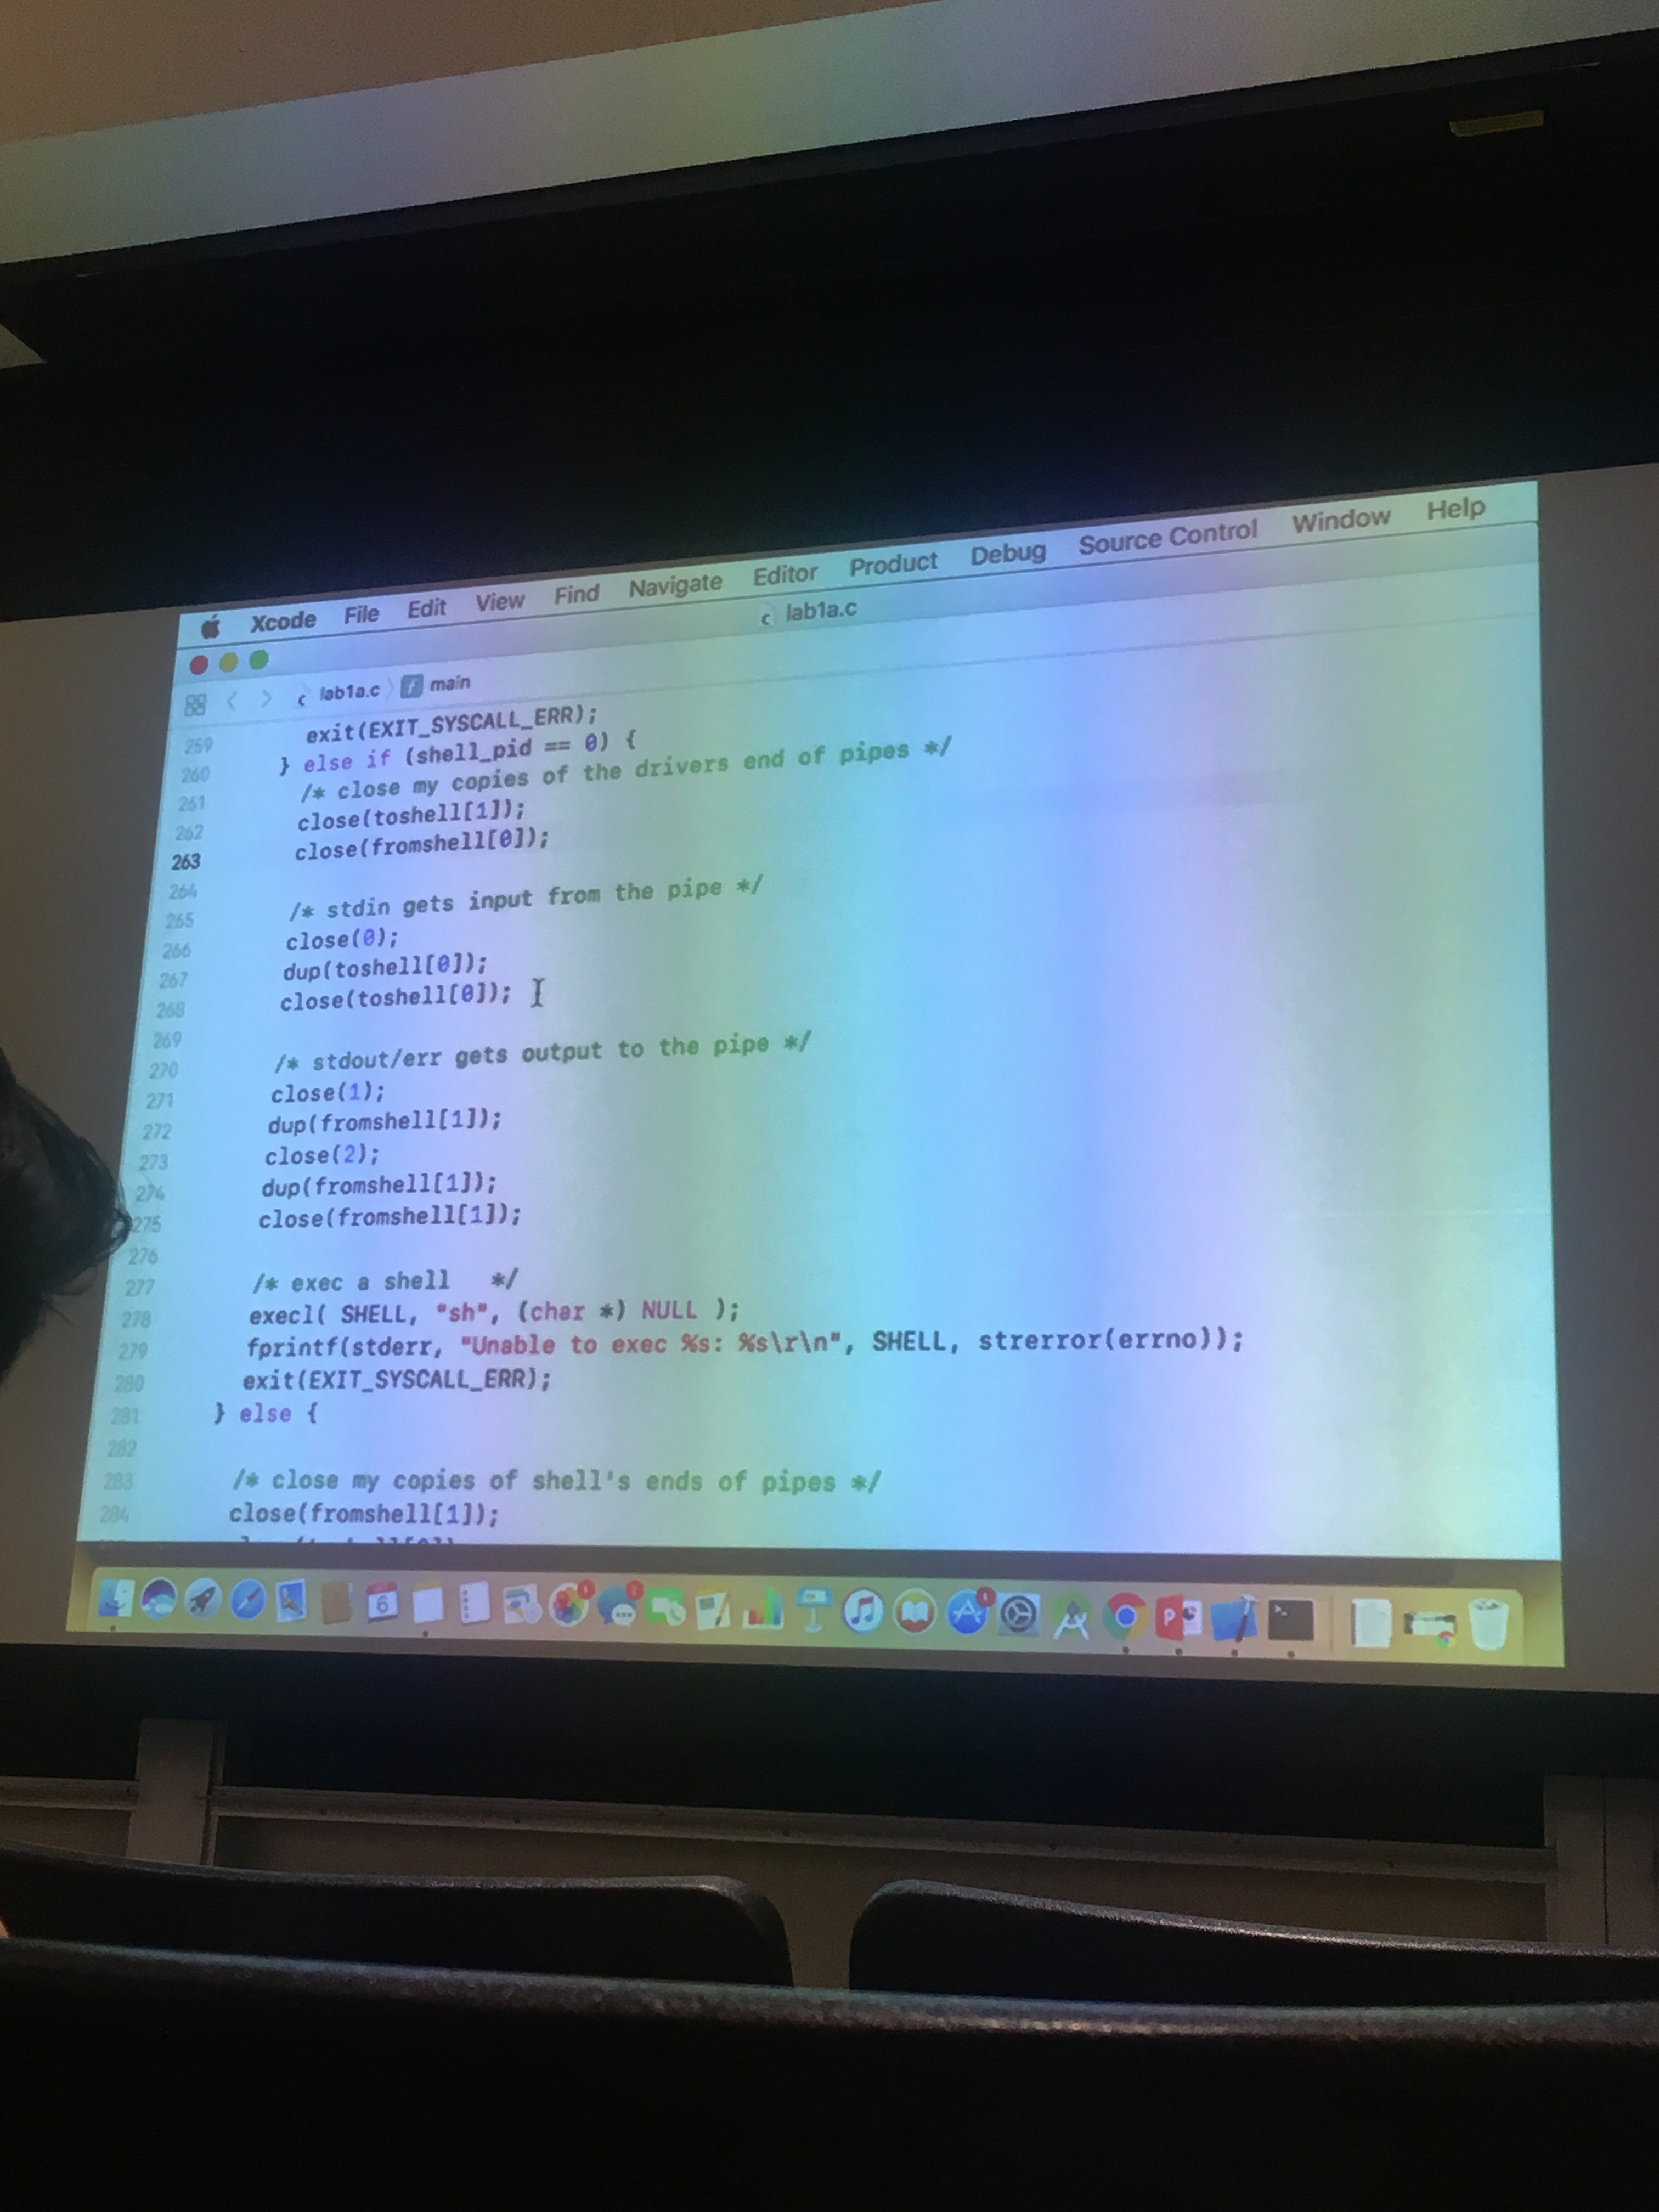 Xcode File Edit View Find Navigate Editor Product Debug Source Control Window Help
c lab1a.c
c lab1a.c f main
259 exit(EXIT_SYSCALL_ERR);
260 } else if (shell_pid == 0) {
261 /* close my copies of the drivers end of pipes */
262 close(toshell[1]);
263 close(fromshell[0]);
264
265 /* stdin gets input from the pipe */
266 close(0);
267 dup(toshell[0]);
268 close(toshell[0]);
269
270 /* stdout/err gets output to the pipe */
271 close(1);
272 dup(fromshell[1]);
273 close(2);
274 dup(fromshell[1]);
275 close(fromshell[1]);
276
277 /* exec a shell */
278 execl( SHELL, "sh", (char *) NULL );
279 fprintf(stderr, "Unable to exec %s: %s\r\n", SHELL, strerror(errno));
280 exit(EXIT_SYSCALL_ERR);
281 } else {
282
283 /* close my copies of shell's ends of pipes */
284 close(fromshell[1]);
6
P